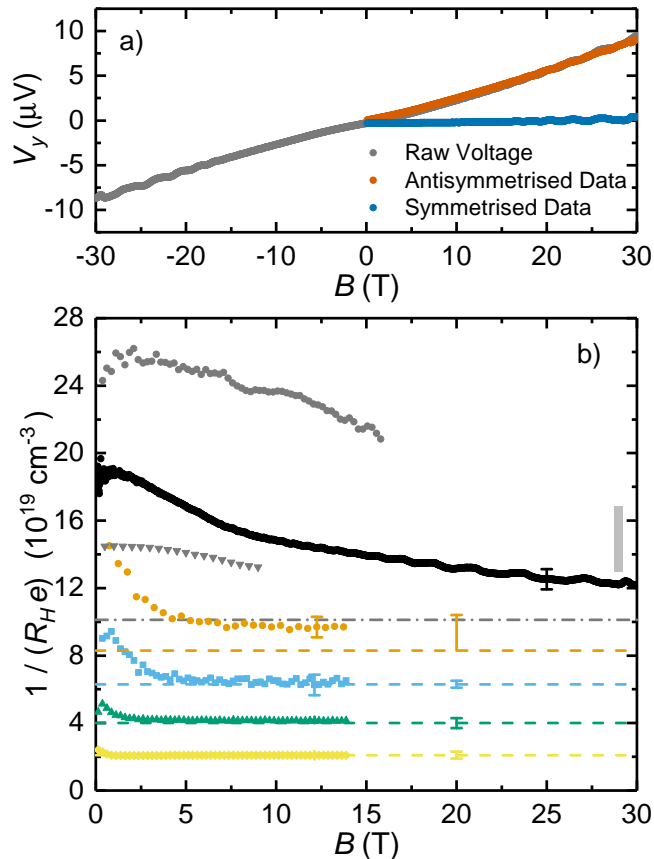 a)
10
5
0
-5
-10
V_y (μV)
Raw Voltage
Antisymmetrised Data
Symmetrised Data
-30 -20 -10 0 10 20 30
B (T)
b)
28
24
20
16
12
8
4
0
1 / (R_H e) (10^19 cm^-3)
0 5 10 15 20 25 30
B (T)